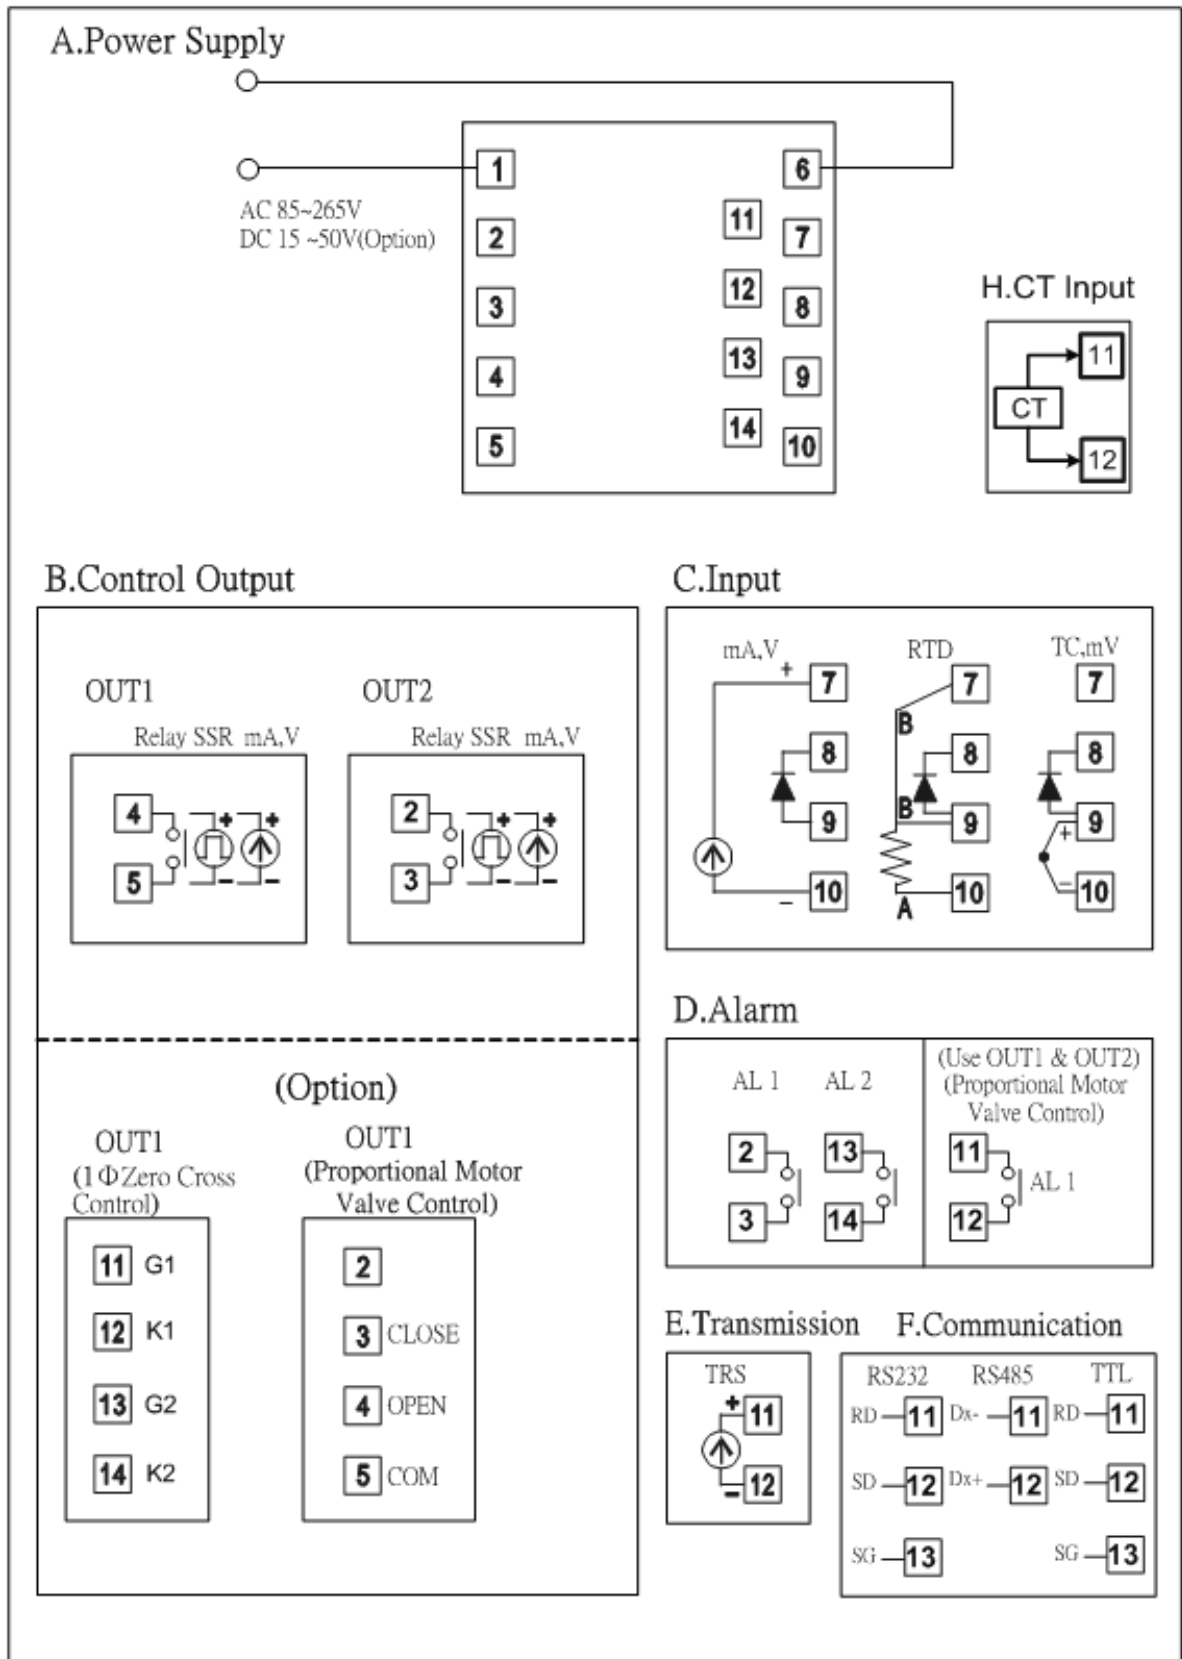 A.Power Supply
AC 85~265V
DC 15 ~50V(Option)
1
2
3
4
5
11
12
13
14
6
7
8
9
10
H.CT Input
CT
11
12
B.Control Output
OUT1
Relay SSR mA,V
4
5
+ +
− −
OUT2
Relay SSR mA,V
2
3
+ +
− −
(Option)
OUT1
(1ΦZero Cross
Control)
11 G1
12 K1
13 G2
14 K2
OUT1
(Proportional Motor
Valve Control)
2
3 CLOSE
4 OPEN
5 COM
C.Input
mA,V
+ 7
8
9
− 10
RTD
7
B
8
B 9
A 10
TC,mV
7
8
+ 9
− 10
D.Alarm
AL 1
2
3
AL 2
13
14
(Use OUT1 & OUT2)
(Proportional Motor
Valve Control)
11
AL 1
12
E.Transmission
TRS
+ 11
− 12
F.Communication
RS232 RS485 TTL
RD 11 Dx- 11 RD 11
SD 12 Dx+ 12 SD 12
SG 13 SG 13